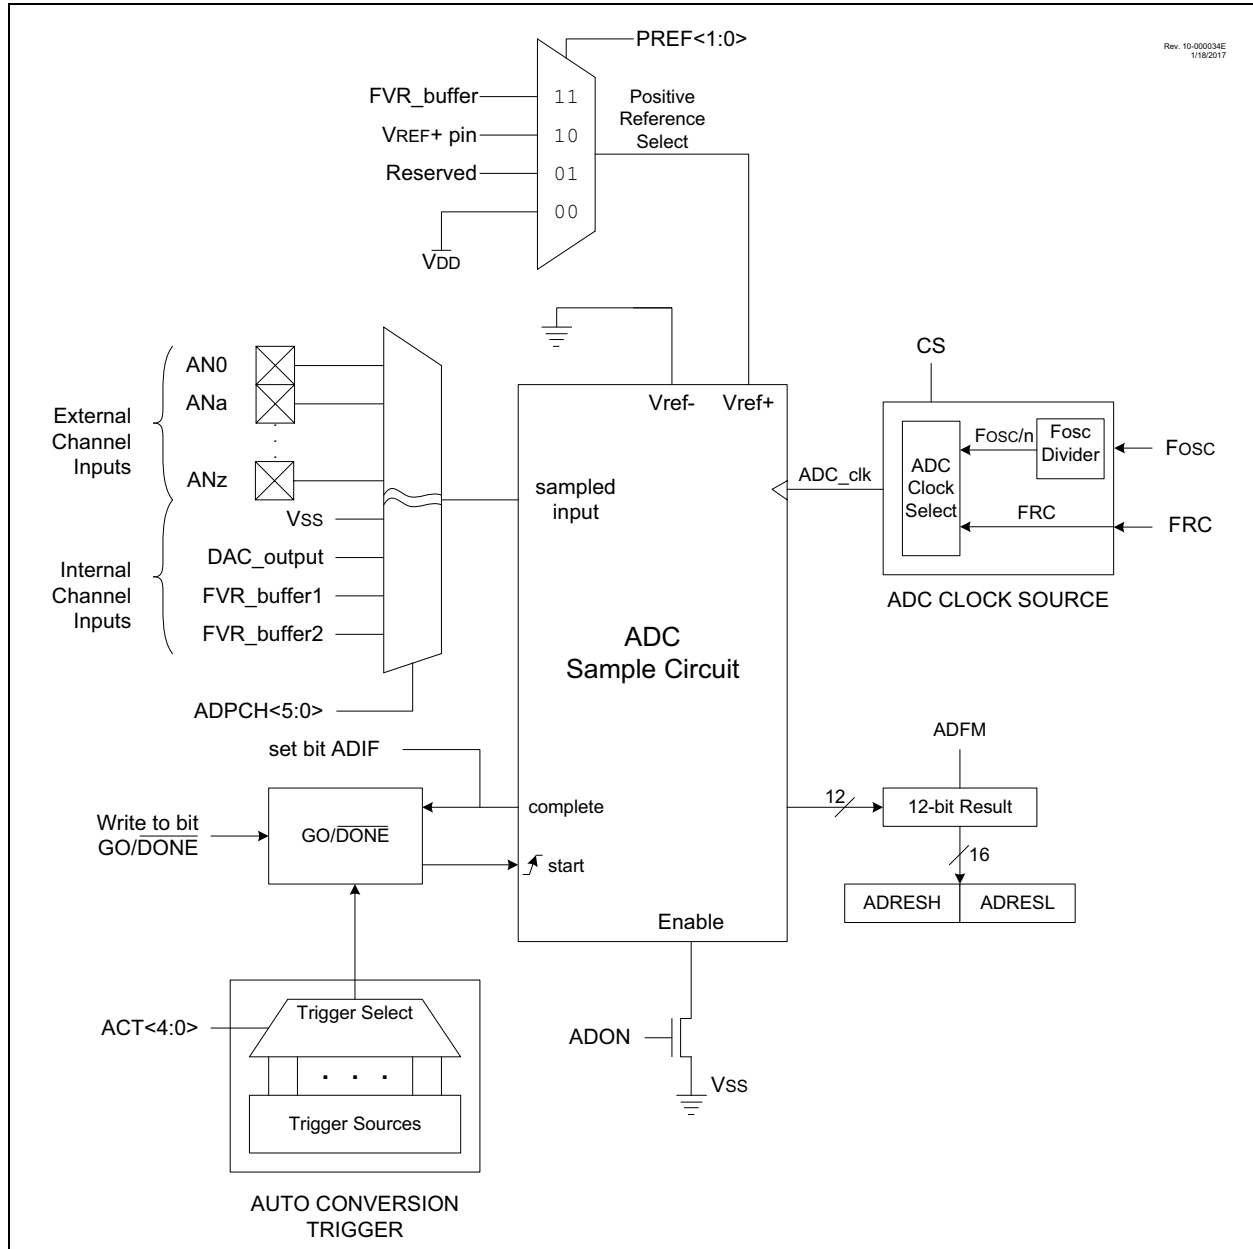 Rev. 10-000034E
1/18/2017
PREF<1:0>
FVR_buffer
11
VREF+ pin
10
Reserved
01
00
VDD
Positive
Reference
Select
External
Channel
Inputs
AN0
ANa
.
.
.
ANz
Internal
Channel
Inputs
VSS
DAC_output
FVR_buffer1
FVR_buffer2
ADPCH<5:0>
Vref-
Vref+
sampled
input
ADC
Sample Circuit
CS
ADC_clk
ADC
Clock
Select
FOSC/n
Fosc
Divider
FOSC
FRC
FRC
ADC CLOCK SOURCE
set bit ADIF
complete
Write to bit
GO/DONE
GO/DONE
start
Enable
ADFM
12
12-bit Result
16
ADRESH
ADRESL
ADON
VSS
ACT<4:0>
Trigger Select
. . .
Trigger Sources
AUTO CONVERSION
TRIGGER